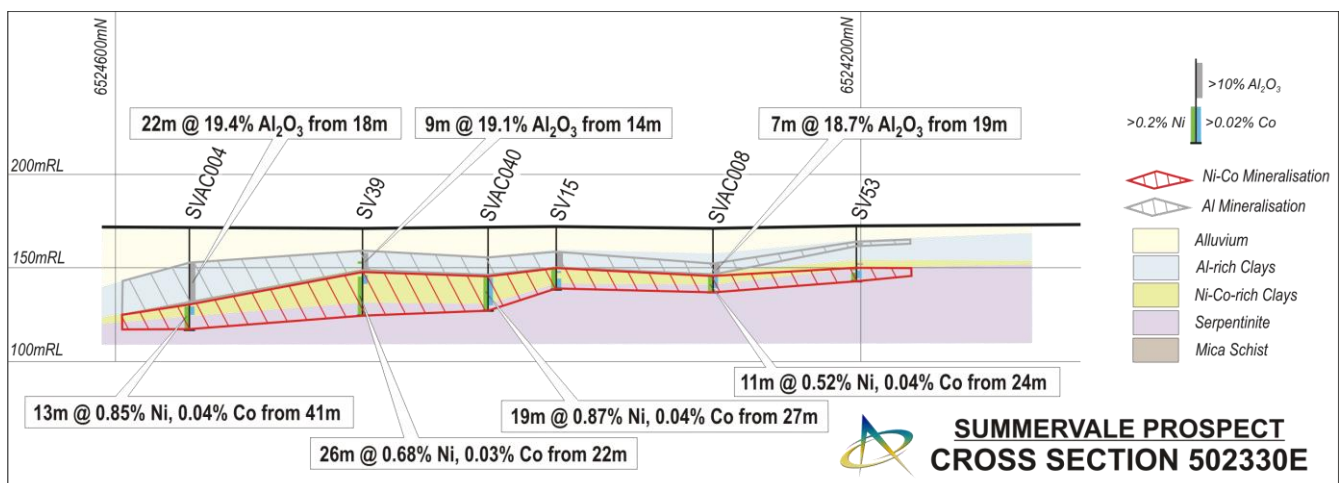 6524600mN
6524200mN
22m @ 19.4% Al₂O₃ from 18m
9m @ 19.1% Al₂O₃ from 14m
7m @ 18.7% Al₂O₃ from 19m
>10% Al₂O₃
>0.2% Ni
>0.02% Co
200mRL
SVAC004
SV39
SVAC040
SV15
SVAC008
SV53
Ni-Co Mineralisation
Al Mineralisation
Alluvium
Al-rich Clays
Ni-Co-rich Clays
Serpentinite
Mica Schist
150mRL
100mRL
13m @ 0.85% Ni, 0.04% Co from 41m
26m @ 0.68% Ni, 0.03% Co from 22m
19m @ 0.87% Ni, 0.04% Co from 27m
11m @ 0.52% Ni, 0.04% Co from 24m
SUMMERVALE PROSPECT
CROSS SECTION 502330E